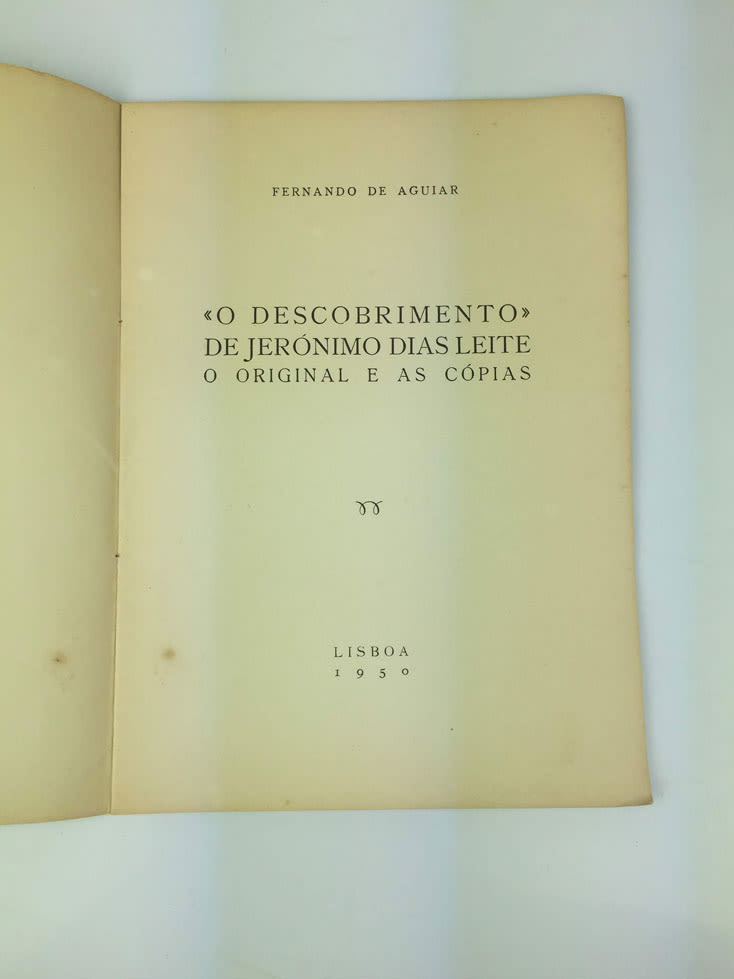 FERNANDO DE AGUIAR
«O DESCOBRIMENTO»
DE JERÓNIMO DIAS LEITE
O ORIGINAL E AS CÓPIAS
LISBOA
1950